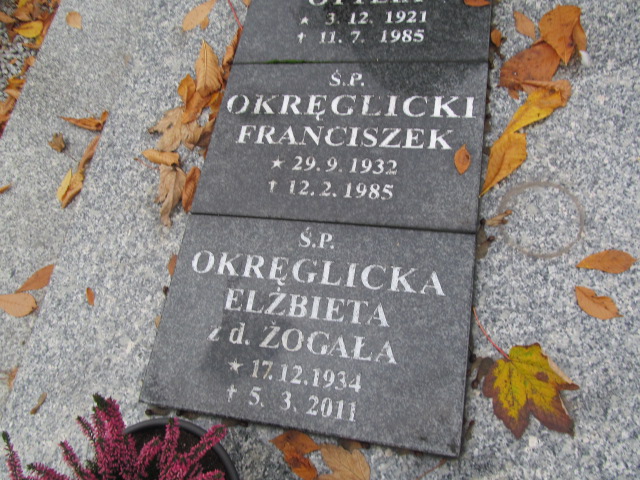 ★ 3. 12. 1921
† 11. 7. 1985
Ś.P.
OKRĘGLICKI
FRANCISZEK
★ 29. 9. 1932
† 12. 2. 1985
Ś.P.
OKRĘGLICKA
ELŻBIETA
z d. ŻOGAŁA
★ 17.12.1934
† 5. 3. 2011